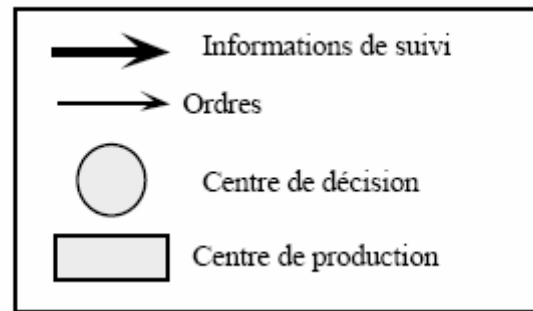 Informations de suivi
Ordres
Centre de décision
Centre de production